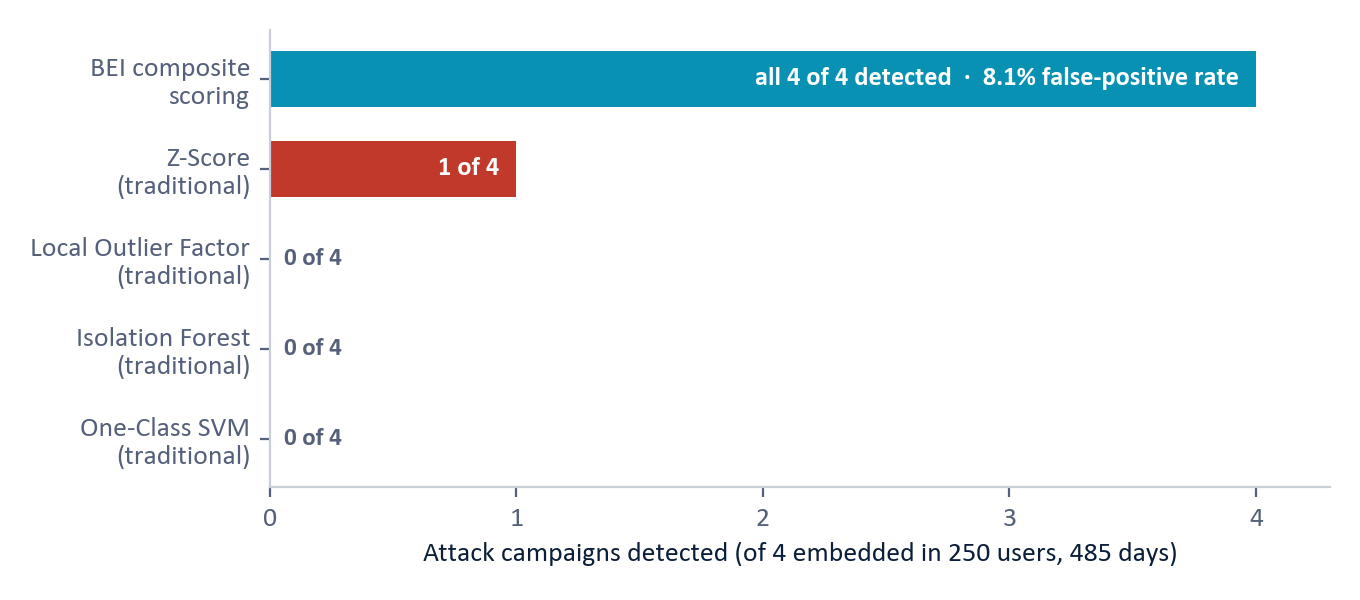 BEI composite
scoring
all 4 of 4 detected · 8.1% false-positive rate
Z-Score
(traditional)
1 of 4
Local Outlier Factor
(traditional)
0 of 4
Isolation Forest
(traditional)
0 of 4
One-Class SVM
(traditional)
0 of 4
0 1 2 3 4
Attack campaigns detected (of 4 embedded in 250 users, 485 days)